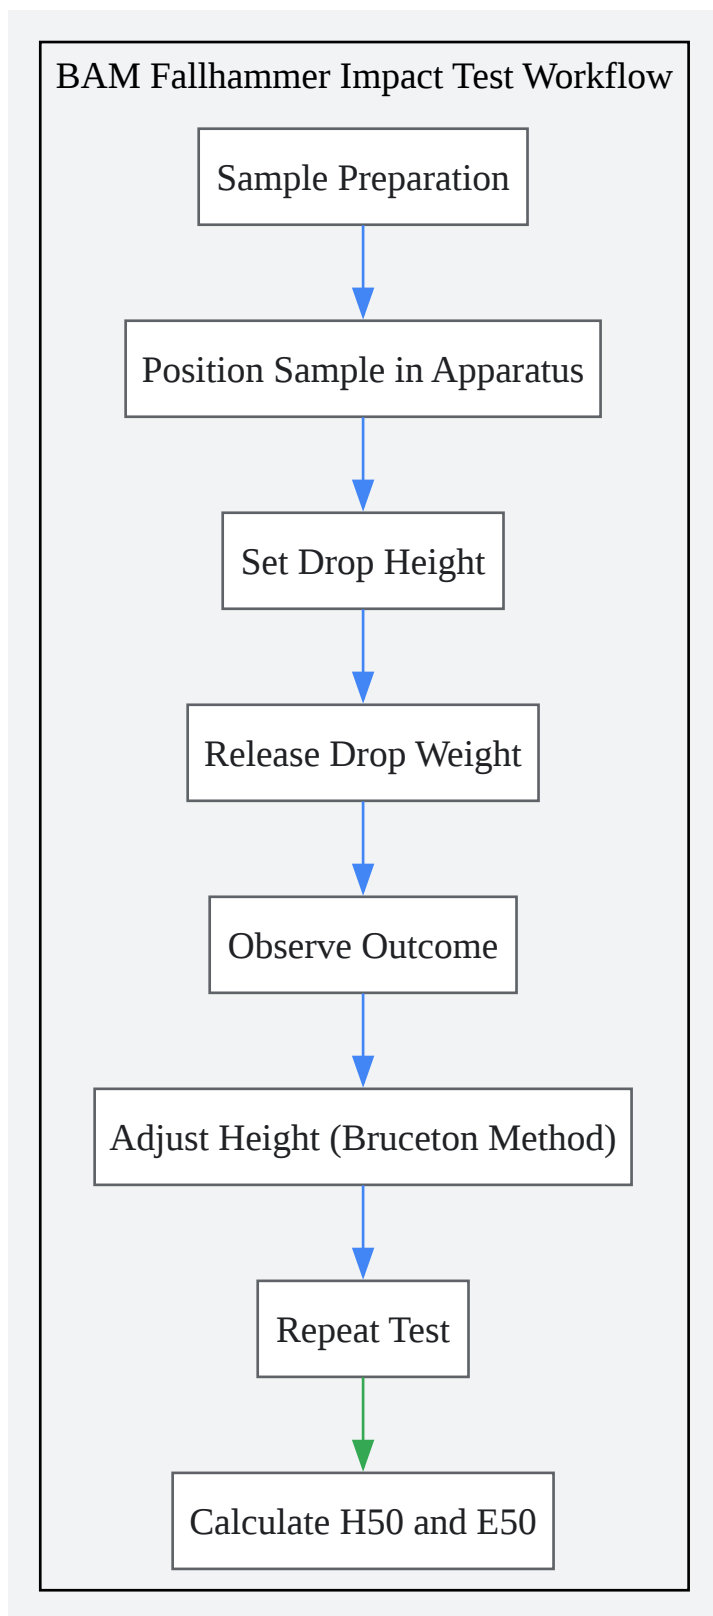 BAM Fallhammer Impact Test Workflow
Sample Preparation
Position Sample in Apparatus
Set Drop Height
Release Drop Weight
Observe Outcome
Adjust Height (Bruceton Method)
Repeat Test
Calculate H50 and E50